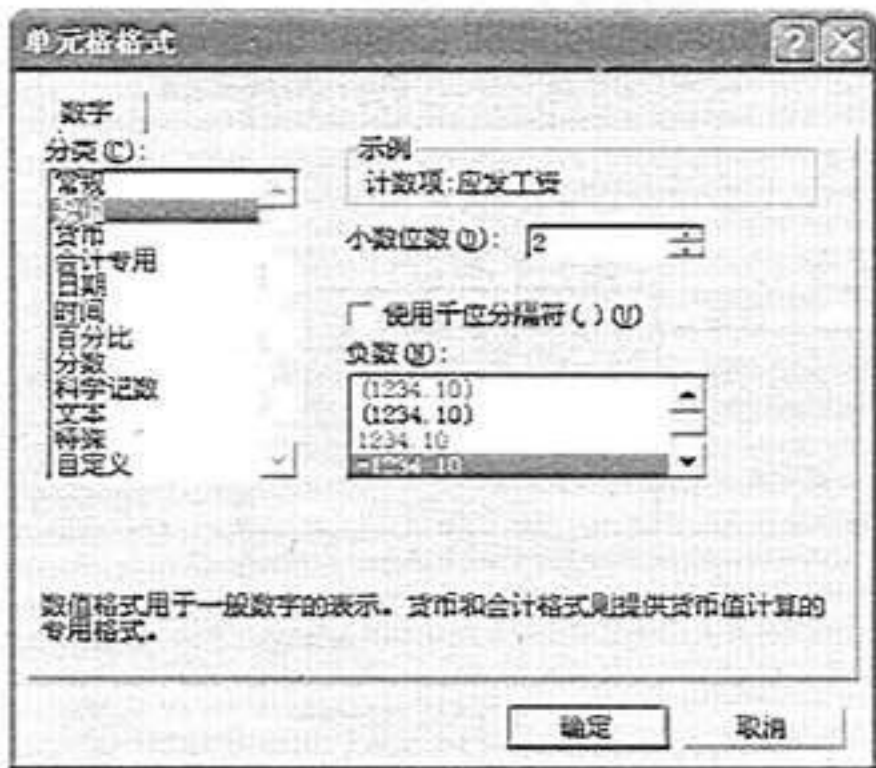 单元格格式
数字
分类(C):
常规
数值
货币
会计专用
日期
时间
百分比
分数
科学记数
文本
特殊
自定义
示例
计数项:应发工资
小数位数(D): 2
使用千位分隔符(,)(U)
负数(N):
(1234.10)
(1234.10)
1234.10
-1234.10
数值格式用于一般数字的表示。货币和会计格式则提供货币值计算的
专用格式。
确定
取消